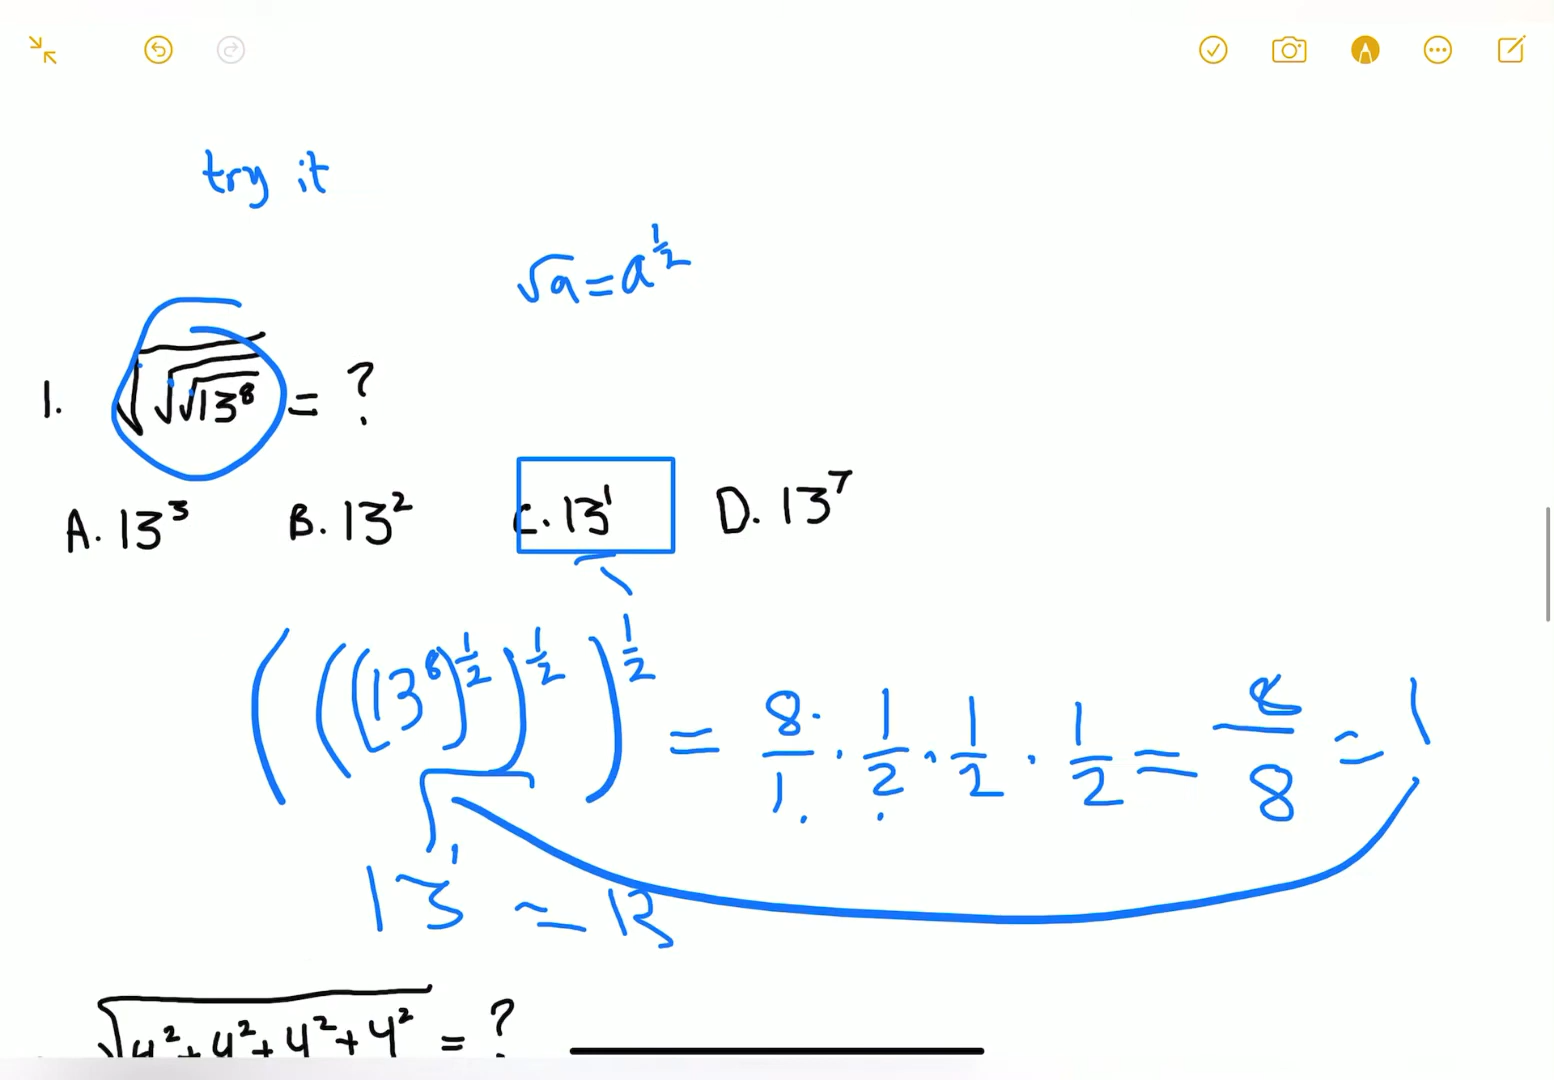 try it
√a = a^½
1. √√√13⁸ = ?
A. 13³ B. 13² C. 13¹ D. 13⁷
(((13⁸)^½)^½)^½ = 8/1 · 1/2 · 1/2 · 1/2 = 8/8 = 1
13¹ = 13
√4² + 4² + 4² + 4² = ?